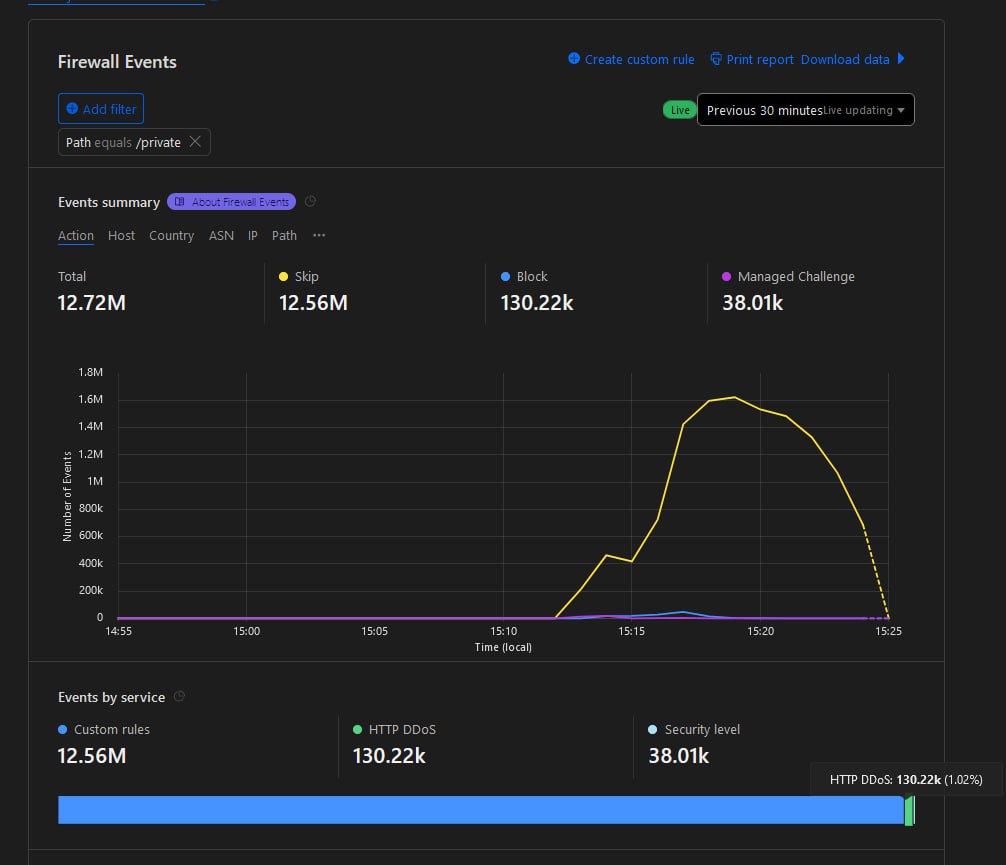 Firewall Events
Create custom rule Print report Download data
Add filter
Live Previous 30 minutes Live updating
Path equals /private
Events summary About Firewall Events
Action Host Country ASN IP Path ...
Total Skip Block Managed Challenge
12.72M 12.56M 130.22k 38.01k
1.8M
1.6M
1.4M
1.2M
1M
800k
600k
400k
200k
0
Number of Events
14:55 15:00 15:05 15:10 15:15 15:20 15:25
Time (local)
Events by service
Custom rules HTTP DDoS Security level
12.56M 130.22k 38.01k
HTTP DDoS: 130.22k (1.02%)